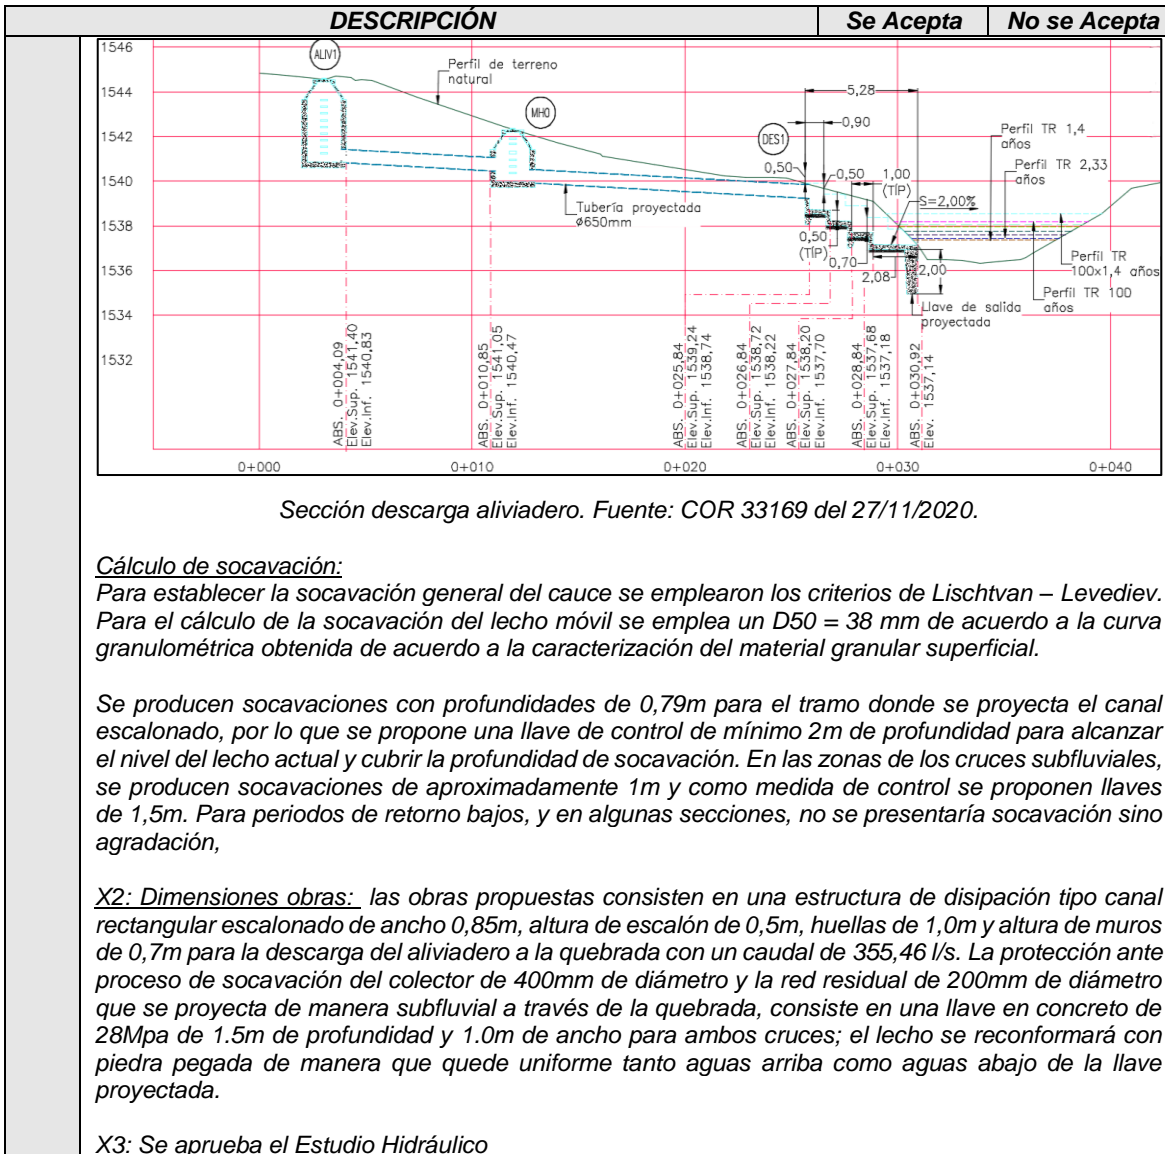 DESCRIPCIÓN Se Acepta No se Acepta
1546
1544
1542
1540
1538
1536
1534
1532
ALIV1
Perfil de terreno
natural
MH0
DES1
5,28
0,90
0,50
0,50
1,00
(TIP)
S=2,00%
Perfil TR 1,4
años
Perfil TR 2,33
años
Tubería proyectada
Ø650mm
0,50
(TIP)
0,70
2,08
2,00
Perfil TR
100x1,4 años
Perfil TR 100
años
Llave de salida
proyectada
ABS. 0+004,09
Elev.Sup. 1541,40
Elev.Inf. 1540,83
ABS. 0+010,85
Elev.Sup. 1541,05
Elev.Inf. 1540,47
ABS. 0+025,84
Elev.Sup. 1539,24
Elev.Inf. 1538,74
ABS. 0+026,84
Elev.Sup. 1538,72
Elev.Inf. 1538,22
ABS. 0+027,84
Elev.Sup. 1538,20
Elev.Inf. 1537,70
ABS. 0+028,84
Elev.Sup. 1537,68
Elev.Inf. 1537,18
ABS. 0+030,92
Elev. 1537,14
0+000 0+010 0+020 0+030 0+040
Sección descarga aliviadero. Fuente: COR 33169 del 27/11/2020.
Cálculo de socavación:
Para establecer la socavación general del cauce se emplearon los criterios de Lischtvan – Levediev.
Para el cálculo de la socavación del lecho móvil se emplea un D50 = 38 mm de acuerdo a la curva
granulométrica obtenida de acuerdo a la caracterización del material granular superficial.
Se producen socavaciones con profundidades de 0,79m para el tramo donde se proyecta el canal
escalonado, por lo que se propone una llave de control de mínimo 2m de profundidad para alcanzar
el nivel del lecho actual y cubrir la profundidad de socavación. En las zonas de los cruces subfluviales,
se producen socavaciones de aproximadamente 1m y como medida de control se proponen llaves
de 1,5m. Para periodos de retorno bajos, y en algunas secciones, no se presentaría socavación sino
agradación,
X2: Dimensiones obras: las obras propuestas consisten en una estructura de disipación tipo canal
rectangular escalonado de ancho 0,85m, altura de escalón de 0,5m, huellas de 1,0m y altura de muros
de 0,7m para la descarga del aliviadero a la quebrada con un caudal de 355,46 l/s. La protección ante
proceso de socavación del colector de 400mm de diámetro y la red residual de 200mm de diámetro
que se proyecta de manera subfluvial a través de la quebrada, consiste en una llave en concreto de
28Mpa de 1.5m de profundidad y 1.0m de ancho para ambos cruces; el lecho se reconformará con
piedra pegada de manera que quede uniforme tanto aguas arriba como aguas abajo de la llave
proyectada.
X3: Se aprueba el Estudio Hidráulico